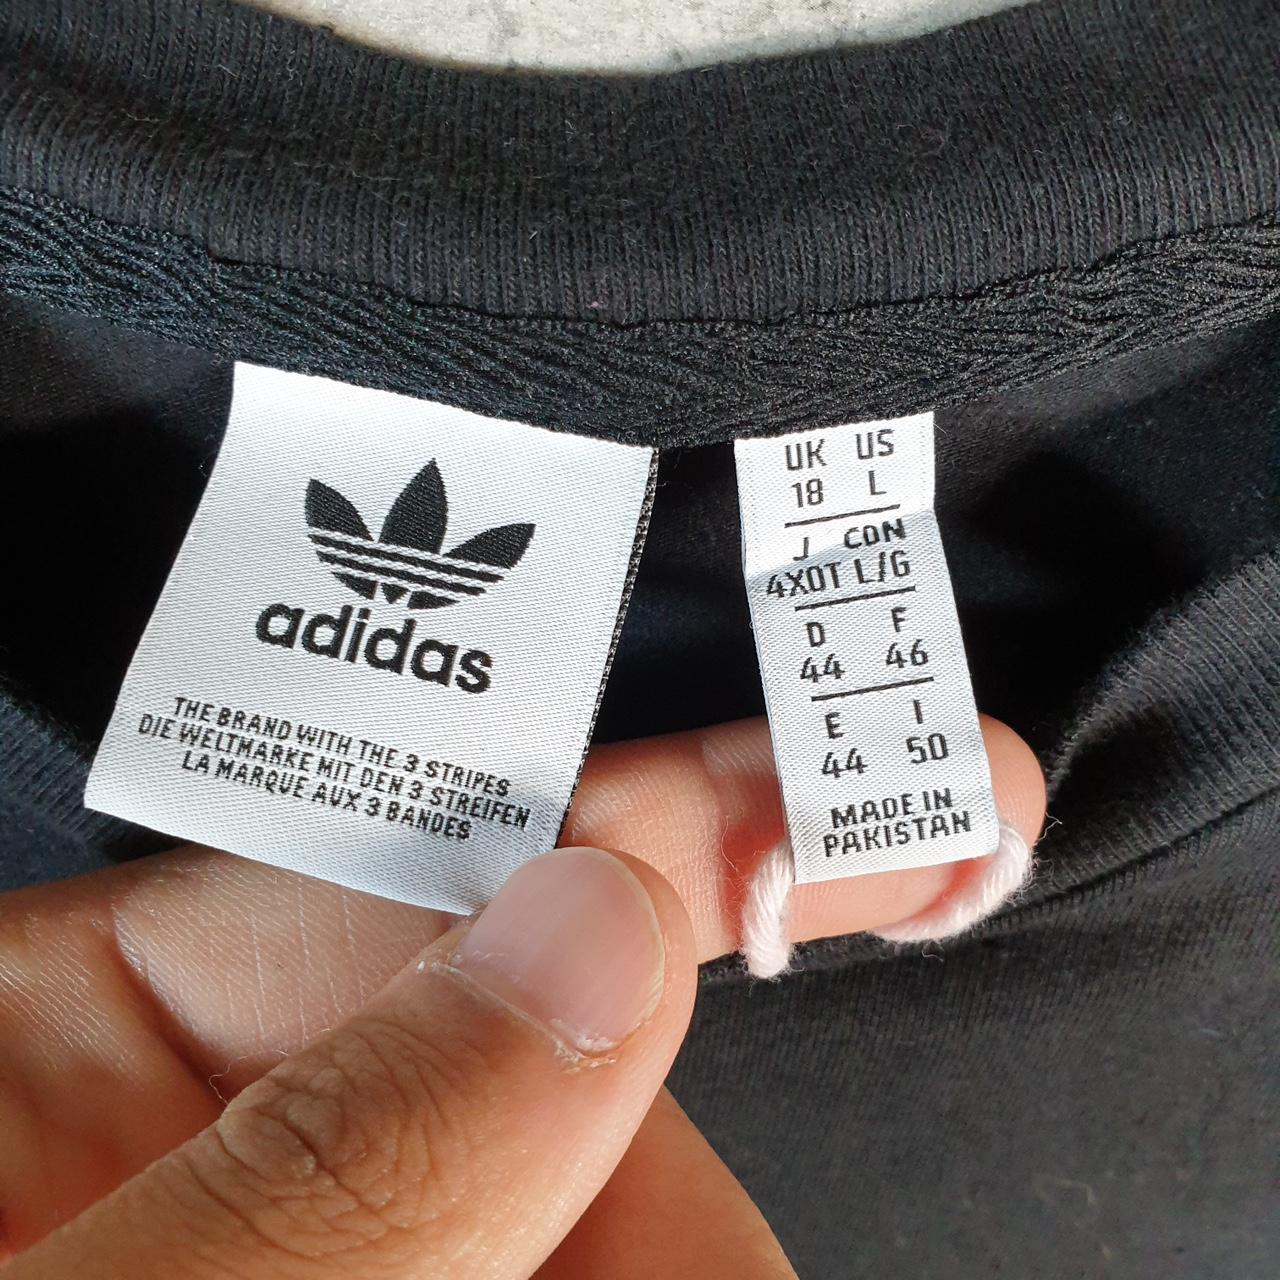 adidas
THE BRAND WITH THE 3 STRIPES
DIE WELTMARKE MIT DEN 3 STREIFEN
LA MARQUE AUX 3 BANDES
UK US
18 L
J CDN
4XOT L/G
D F
44 46
E I
44 50
MADE IN
PAKISTAN